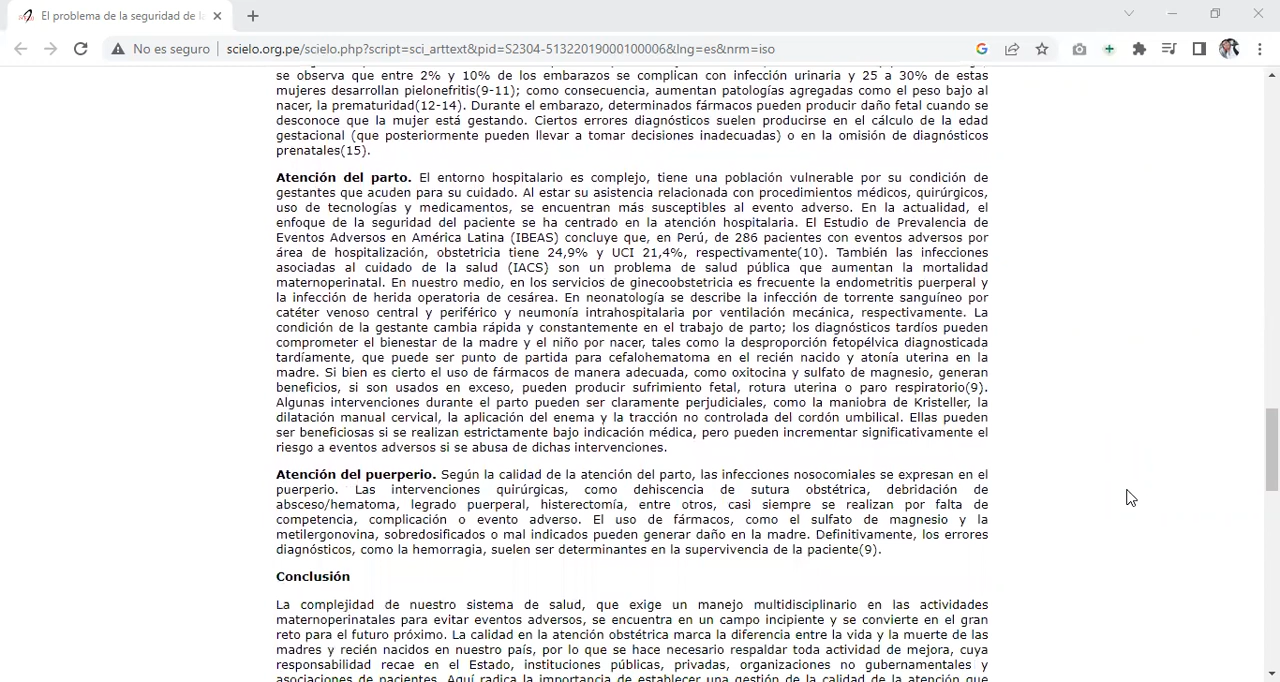 El problema de la seguridad de la
No es seguro
scielo.org.pe/scielo.php?script=sci_arttext&pid=S2304-51322019000100006&lng=es&nrm=iso
se observa que entre 2% y 10% de los embarazos se complican con infección urinaria y 25 a 30% de estas
mujeres desarrollan pielonefritis(9-11); como consecuencia, aumentan patologías agregadas como el peso bajo al
nacer, la prematuridad(12-14). Durante el embarazo, determinados fármacos pueden producir daño fetal cuando se
desconoce que la mujer está gestando. Ciertos errores diagnósticos suelen producirse en el cálculo de la edad
gestacional (que posteriormente pueden llevar a tomar decisiones inadecuadas) o en la omisión de diagnósticos
prenatales(15).
Atención del parto. El entorno hospitalario es complejo, tiene una población vulnerable por su condición de
gestantes que acuden para su cuidado. Al estar su asistencia relacionada con procedimientos médicos, quirúrgicos,
uso de tecnologías y medicamentos, se encuentran más susceptibles al evento adverso. En la actualidad, el
enfoque de la seguridad del paciente se ha centrado en la atención hospitalaria. El Estudio de Prevalencia de
Eventos Adversos en América Latina (IBEAS) concluye que, en Perú, de 286 pacientes con eventos adversos por
área de hospitalización, obstetricia tiene 24,9% y UCI 21,4%, respectivamente(10). También las infecciones
asociadas al cuidado de la salud (IACS) son un problema de salud pública que aumentan la mortalidad
maternoperinatal. En nuestro medio, en los servicios de ginecoobstetricia es frecuente la endometritis puerperal y
la infección de herida operatoria de cesárea. En neonatología se describe la infección de torrente sanguíneo por
catéter venoso central y periférico y neumonía intrahospitalaria por ventilación mecánica, respectivamente. La
condición de la gestante cambia rápida y constantemente en el trabajo de parto; los diagnósticos tardíos pueden
comprometer el bienestar de la madre y el niño por nacer, tales como la desproporción fetopélvica diagnosticada
tardíamente, que puede ser punto de partida para cefalohematoma en el recién nacido y atonía uterina en la
madre. Si bien es cierto el uso de fármacos de manera adecuada, como oxitocina y sulfato de magnesio, generan
beneficios, si son usados en exceso, pueden producir sufrimiento fetal, rotura uterina o paro respiratorio(9).
Algunas intervenciones durante el parto pueden ser claramente perjudiciales, como la maniobra de Kristeller, la
dilatación manual cervical, la aplicación del enema y la tracción no controlada del cordón umbilical. Ellas pueden
ser beneficiosas si se realizan estrictamente bajo indicación médica, pero pueden incrementar significativamente el
riesgo a eventos adversos si se abusa de dichas intervenciones.
Atención del puerperio. Según la calidad de la atención del parto, las infecciones nosocomiales se expresan en el
puerperio. Las intervenciones quirúrgicas, como dehiscencia de sutura obstétrica, debridación de
absceso/hematoma, legrado puerperal, histerectomía, entre otros, casi siempre se realizan por falta de
competencia, complicación o evento adverso. El uso de fármacos, como el sulfato de magnesio y la
metilergonovina, sobredosificados o mal indicados pueden generar daño en la madre. Definitivamente, los errores
diagnósticos, como la hemorragia, suelen ser determinantes en la supervivencia de la paciente(9).
Conclusión
La complejidad de nuestro sistema de salud, que exige un manejo multidisciplinario en las actividades
maternoperinatales para evitar eventos adversos, se encuentra en un campo incipiente y se convierte en el gran
reto para el futuro próximo. La calidad en la atención obstétrica marca la diferencia entre la vida y la muerte de las
madres y recién nacidos en nuestro país, por lo que se hace necesario respaldar toda actividad de mejora, cuya
responsabilidad recae en el Estado, instituciones públicas, privadas, organizaciones no gubernamentales y
asociaciones de pacientes. Aquí radica la importancia de establecer una gestión de la calidad de la atención que